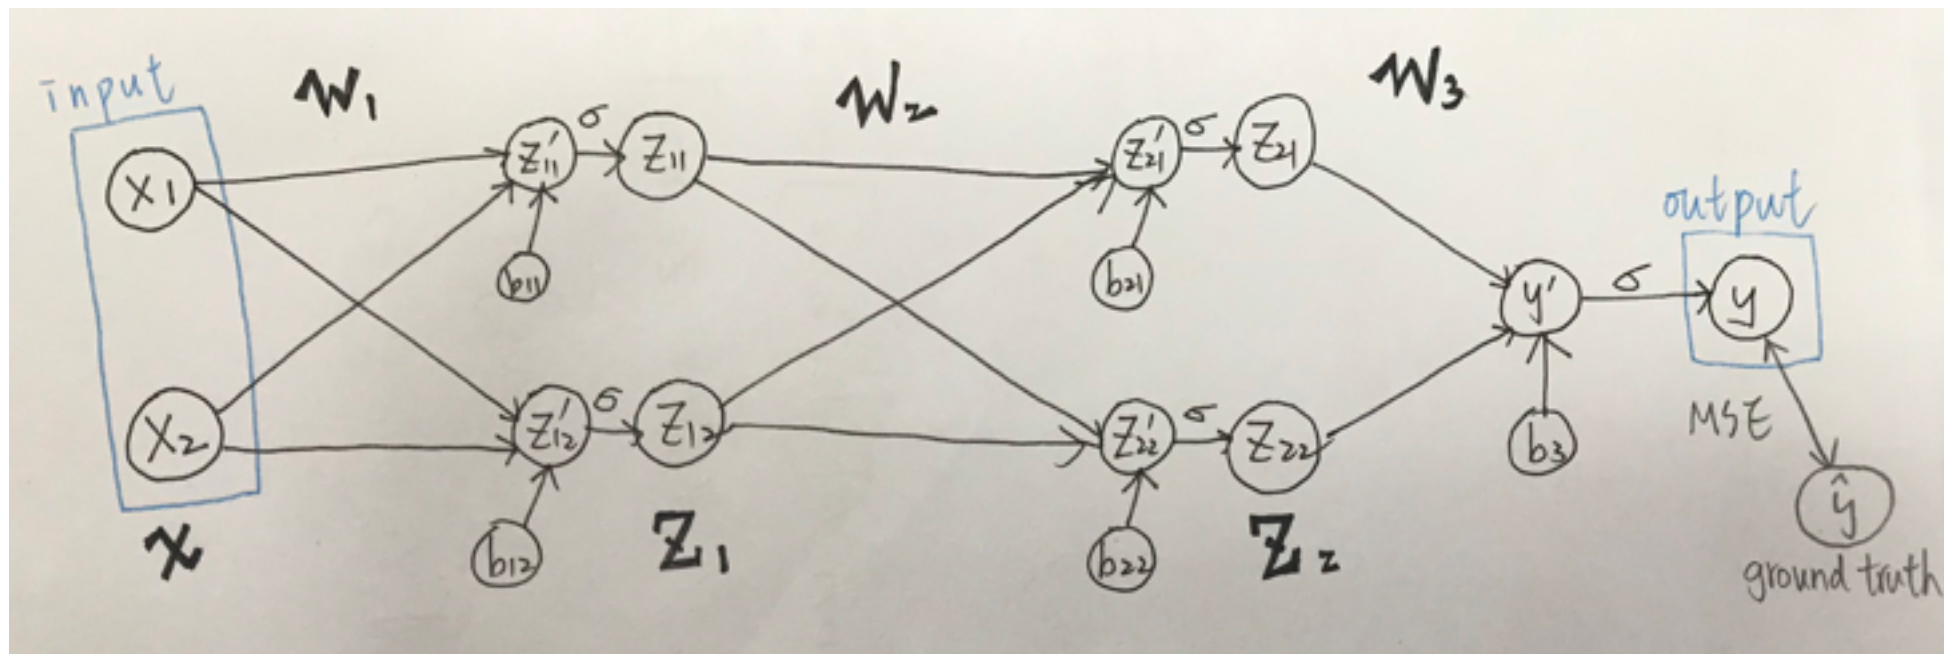 input
W₁
W₂
W₃
x₁
z'₁₁
σ
z₁₁
b₁₁
z'₂₁
σ
z₂₁
b₂₁
x₂
z'₁₂
σ
z₁₂
b₁₂
z'₂₂
σ
z₂₂
b₂₂
y'
σ
b₃
output
y
MSE
ŷ
ground truth
x
z₁
z₂